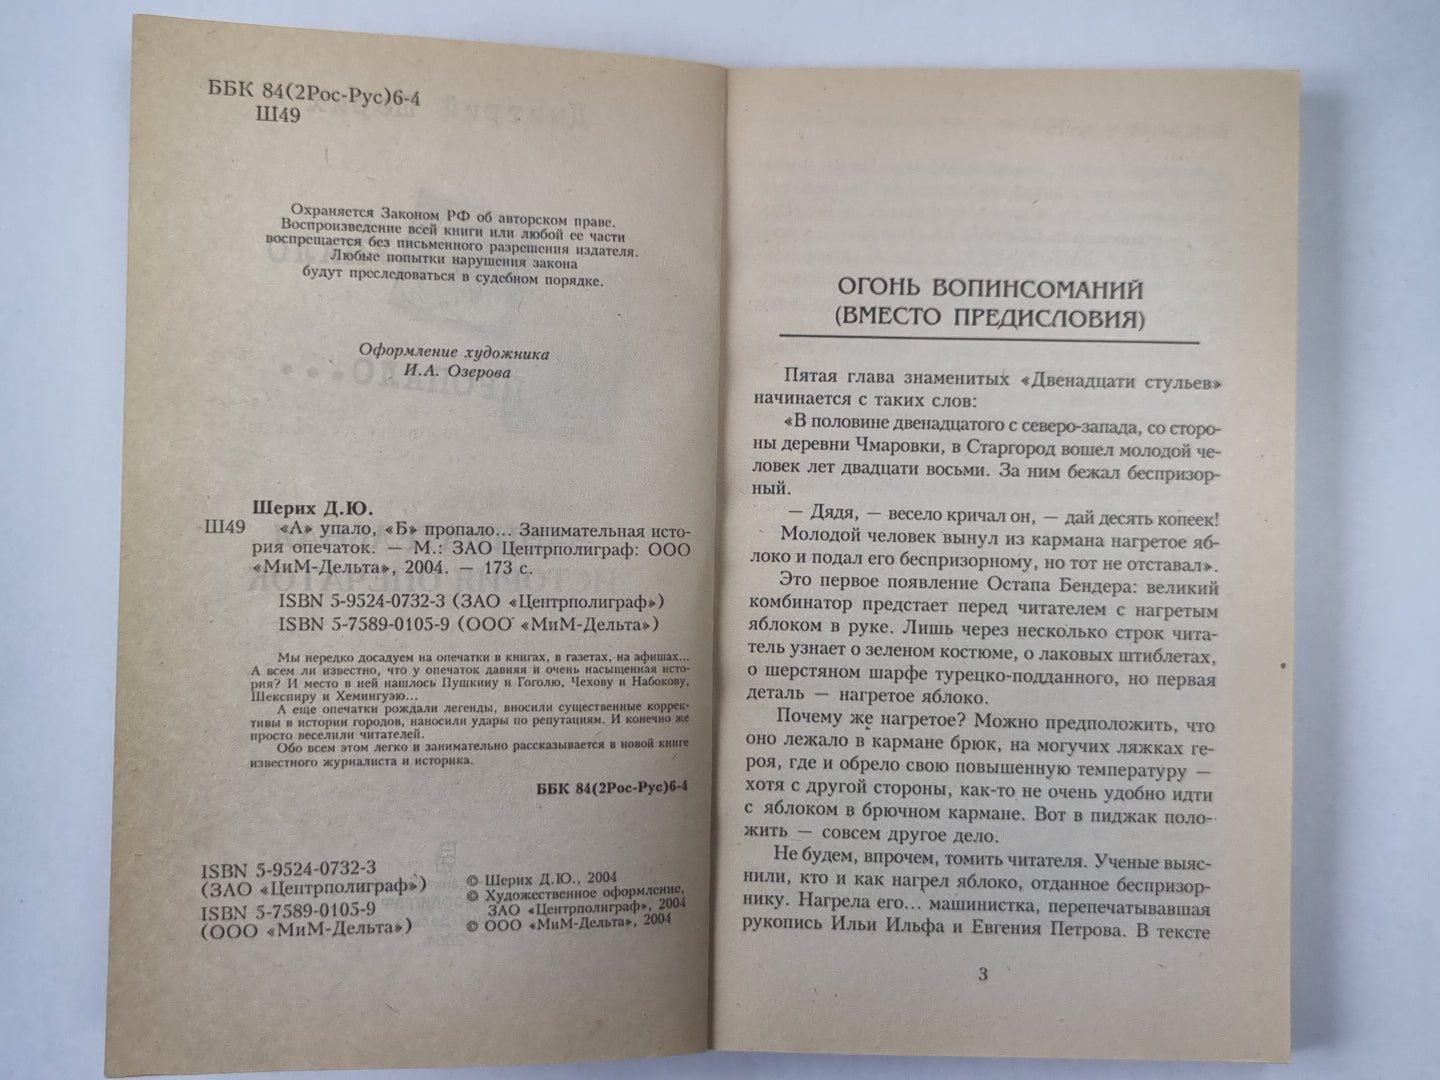 ББК 84(2Рос-Рус)6-4
Ш49
Охраняется Законом РФ об авторском праве.
Воспроизведение всей книги или любой ее части
воспрещается без письменного разрешения издателя.
Любые попытки нарушения закона
будут преследоваться в судебном порядке.
Оформление художника
И.А. Озерова
Шерих Д.Ю.
Ш49 «А» упало, «Б» пропало... Занимательная исто-
рия опечаток. — М.: ЗАО Центрполиграф: ООО
«МиМ-Дельта», 2004. — 173 с.
ISBN 5-9524-0732-3 (ЗАО «Центрполиграф»)
ISBN 5-7589-0105-9 (ООО «МиМ-Дельта»)
Мы нередко досадуем на опечатки в книгах, в газетах, на афишах...
А всем ли известно, что у опечаток давняя и очень насыщенная исто-
рия? И место в ней нашлось Пушкину и Гоголю, Чехову и Набокову,
Шекспиру и Хемингуэю...
А еще опечатки рождали легенды, вносили существенные коррек-
тивы в истории городов, наносили удары по репутациям. И конечно же
просто веселили читателей.
Обо всем этом легко и занимательно рассказывается в новой книге
известного журналиста и историка.
ББК 84(2Рос-Рус)6-4
ISBN 5-9524-0732-3
(ЗАО «Центрполиграф»)
ISBN 5-7589-0105-9
(ООО «МиМ-Дельта»)
© Шерих Д.Ю., 2004
© Художественное оформление,
ЗАО «Центрполиграф», 2004
© ООО «МиМ-Дельта», 2004
ОГОНЬ ВОПИНСОМАНИЙ
(ВМЕСТО ПРЕДИСЛОВИЯ)
Пятая глава знаменитых «Двенадцати стульев»
начинается с таких слов:
«В половине двенадцатого с северо-запада, со сторо-
ны деревни Чмаровки, в Старгород вошел молодой че-
ловек лет двадцати восьми. За ним бежал беспризор-
ный.
— Дядя, — весело кричал он, — дай десять копеек!
Молодой человек вынул из кармана нагретое яб-
локо и подал его беспризорному, но тот не отставал».
Это первое появление Остапа Бендера: великий
комбинатор предстает перед читателем с нагретым
яблоком в руке. Лишь через несколько строк чита-
тель узнает о зеленом костюме, о лаковых штиблетах,
о шерстяном шарфе турецко-подданного, но первая
деталь — нагретое яблоко.
Почему же нагретое? Можно предположить, что
оно лежало в кармане брюк, на могучих ляжках ге-
роя, где и обрело свою повышенную температуру —
хотя с другой стороны, как-то не очень удобно идти
с яблоком в брючном кармане. Вот в пиджак поло-
жить — совсем другое дело.
Не будем, впрочем, томить читателя. Ученые выяс-
нили, кто и как нагрел яблоко, отданное беспризор-
нику. Нагрела его... машинистка, перепечатывавшая
рукопись Ильи Ильфа и Евгения Петрова. В тексте
3